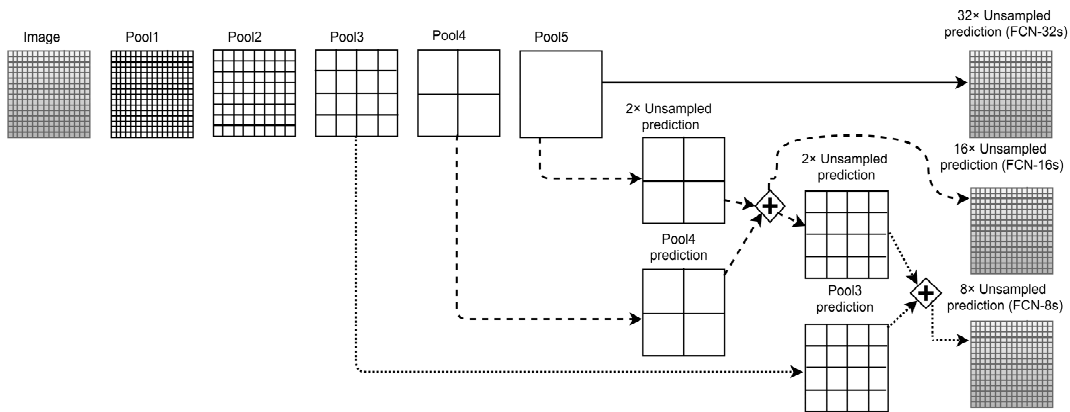 Image
Pool1
Pool2
Pool3
Pool4
Pool5
32× Unsampled
prediction (FCN-32s)
2× Unsampled
prediction
16× Unsampled
prediction (FCN-16s)
2× Unsampled
prediction
Pool4
prediction
Pool3
prediction
8× Unsampled
prediction (FCN-8s)